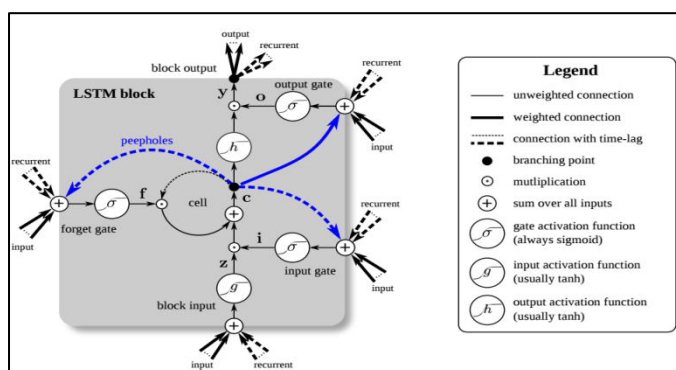 output
recurrent
block output
LSTM block
y
o
output gate
σ
recurrent
input
h
peepholes
recurrent
f
σ
cell
c
forget gate
input
i
σ
input gate
recurrent
input
z
g
block input
input
recurrent
Legend
unweighted connection
weighted connection
connection with time-lag
branching point
mutliplication
sum over all inputs
σ
gate activation function
(always sigmoid)
g
input activation function
(usually tanh)
h
output activation function
(usually tanh)